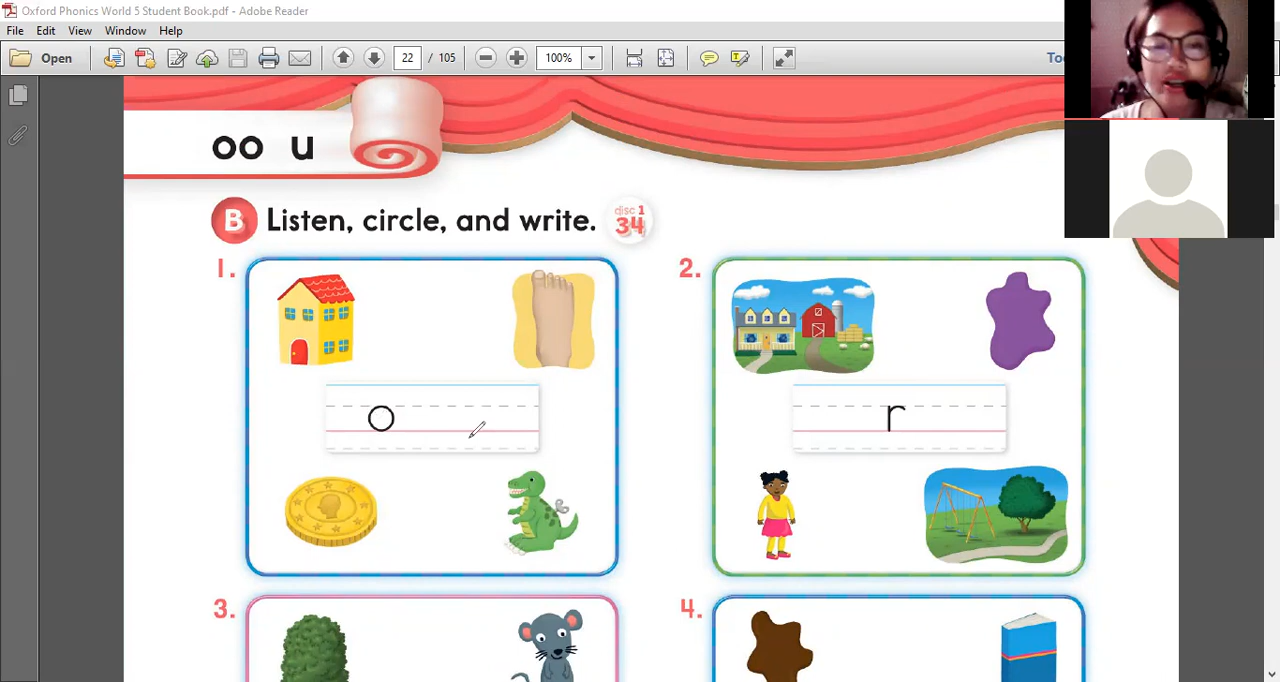 Oxford Phonics World 5 Student Book.pdf - Adobe Reader
File Edit View Window Help
Open 22 / 105 100%
oo u
B Listen, circle, and write. disc 1 34
1. 2.
o r
3. 4.